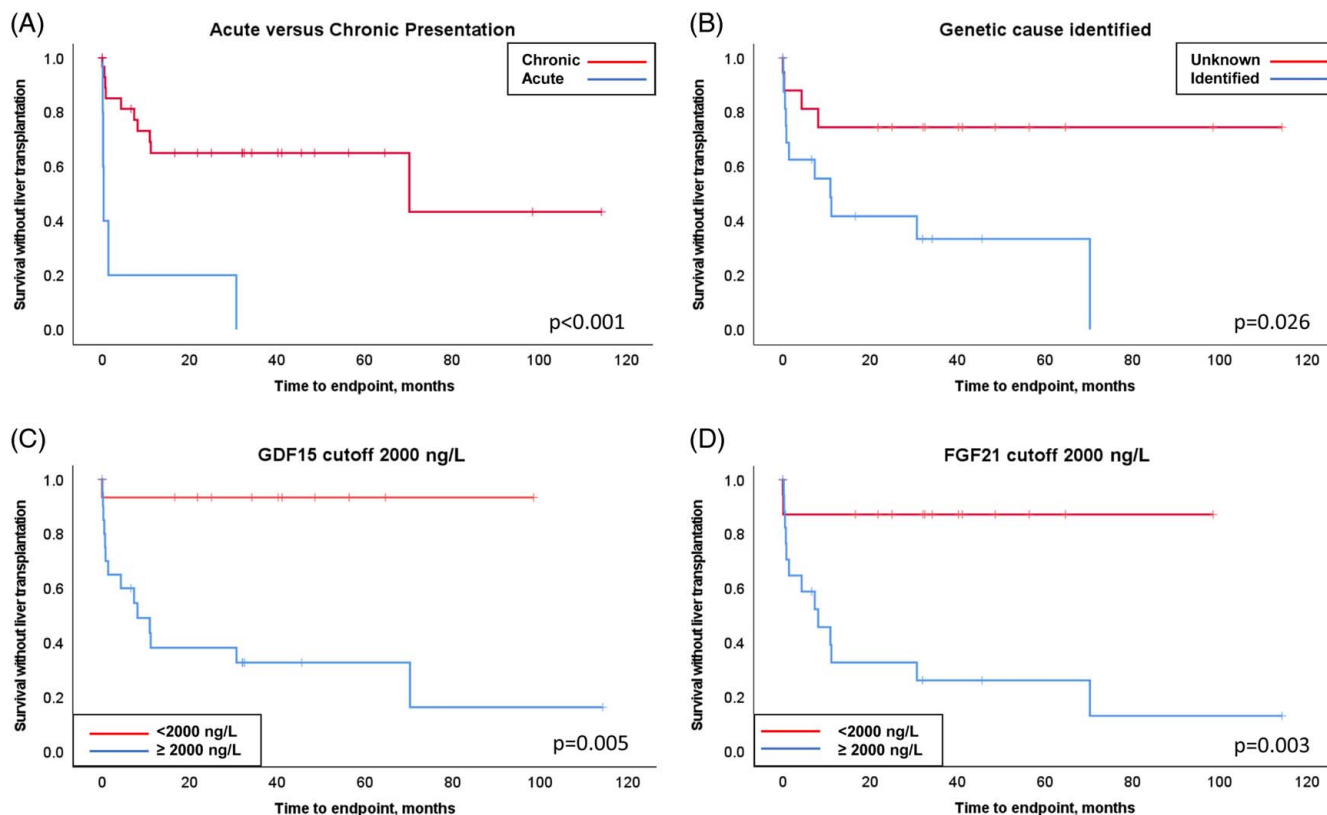 (A)
Acute versus Chronic Presentation
Chronic
Acute
Survival without liver transplantation
1.0
0.8
0.6
0.4
0.2
0.0
p<0.001
0 20 40 60 80 100 120
Time to endpoint, months
(B)
Genetic cause identified
Unknown
Identified
Survival without liver transplantation
1.0
0.8
0.6
0.4
0.2
0.0
p=0.026
0 20 40 60 80 100 120
Time to endpoint, months
(C)
GDF15 cutoff 2000 ng/L
Survival without liver transplantation
1.0
0.8
0.6
0.4
0.2
0.0
<2000 ng/L
≥ 2000 ng/L
p=0.005
0 20 40 60 80 100 120
Time to endpoint, months
(D)
FGF21 cutoff 2000 ng/L
Survival without liver transplantation
1.0
0.8
0.6
0.4
0.2
0.0
<2000 ng/L
≥ 2000 ng/L
p=0.003
0 20 40 60 80 100 120
Time to endpoint, months